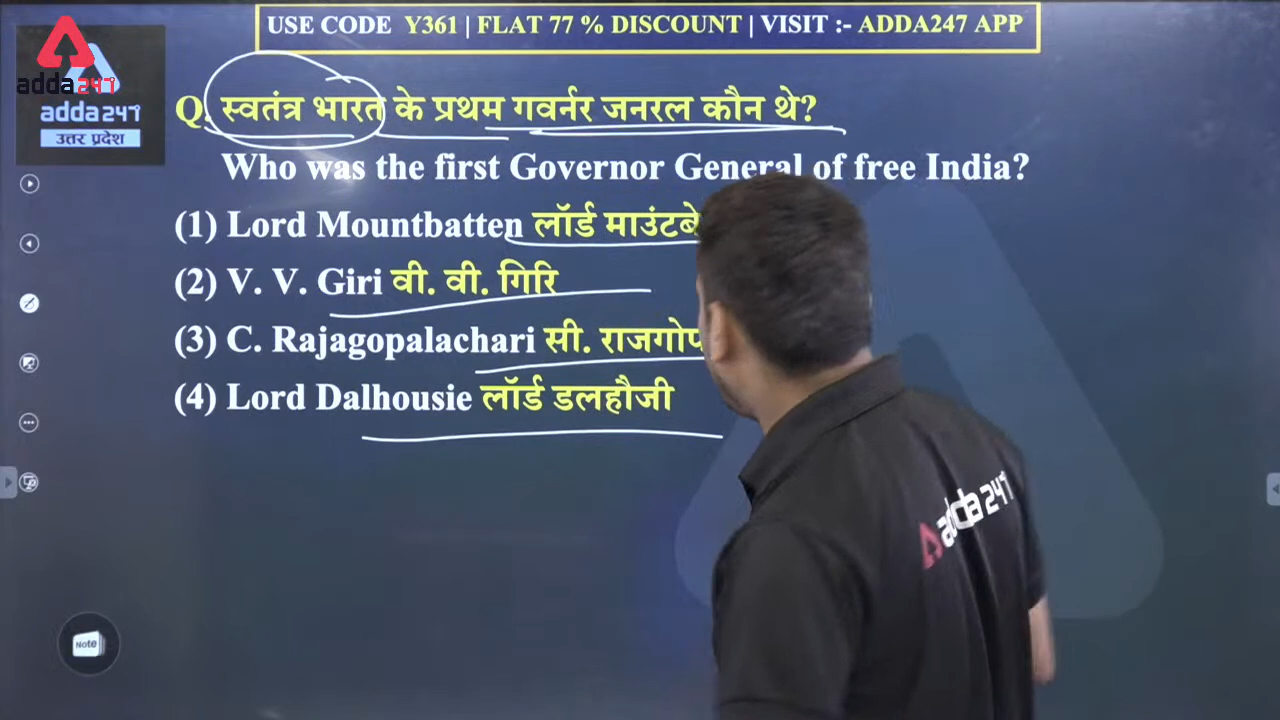 USE CODE Y361 | FLAT 77 % DISCOUNT | VISIT :- ADDA247 APP
adda247
adda247
उत्तर प्रदेश
Q. स्वतंत्र भारत के प्रथम गवर्नर जनरल कौन थे?
Who was the first Governor General of free India?
(1) Lord Mountbatten लॉर्ड
(2) V. V. Giri वी. वी. गिरि
(3) C. Rajagopalachari सी.
(4) Lord Dalhousie लॉर्ड डलहौजी
adda247
Note